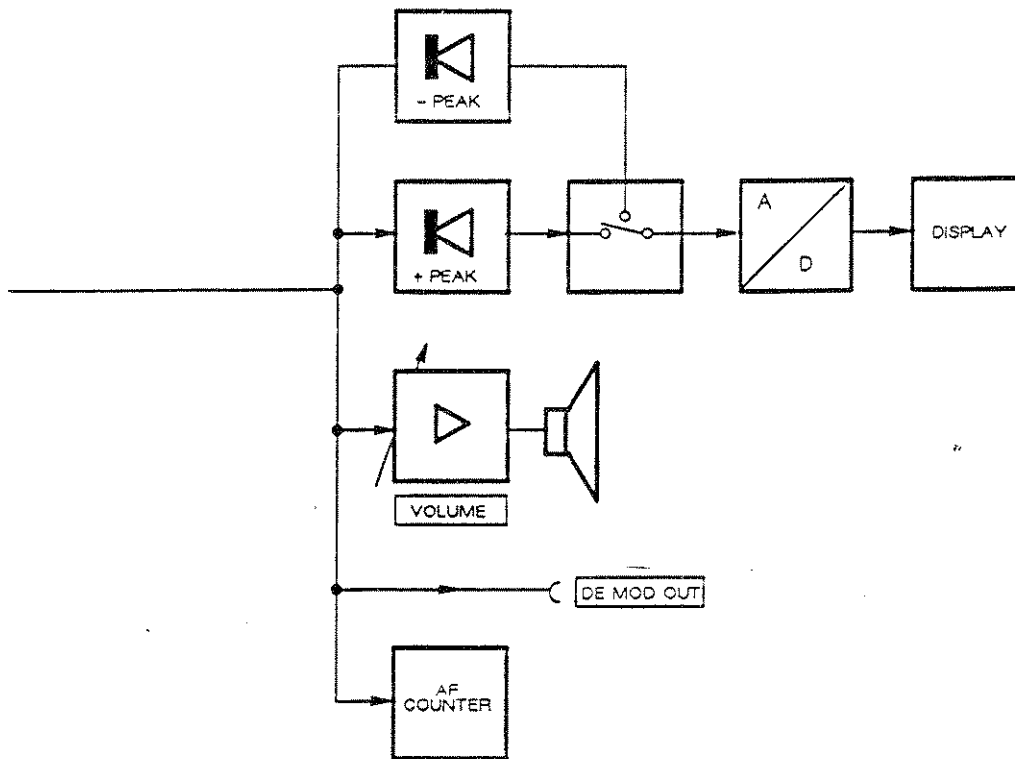 - PEAK
+ PEAK
A
D
DISPLAY
VOLUME
DE MOD OUT
AF
COUNTER